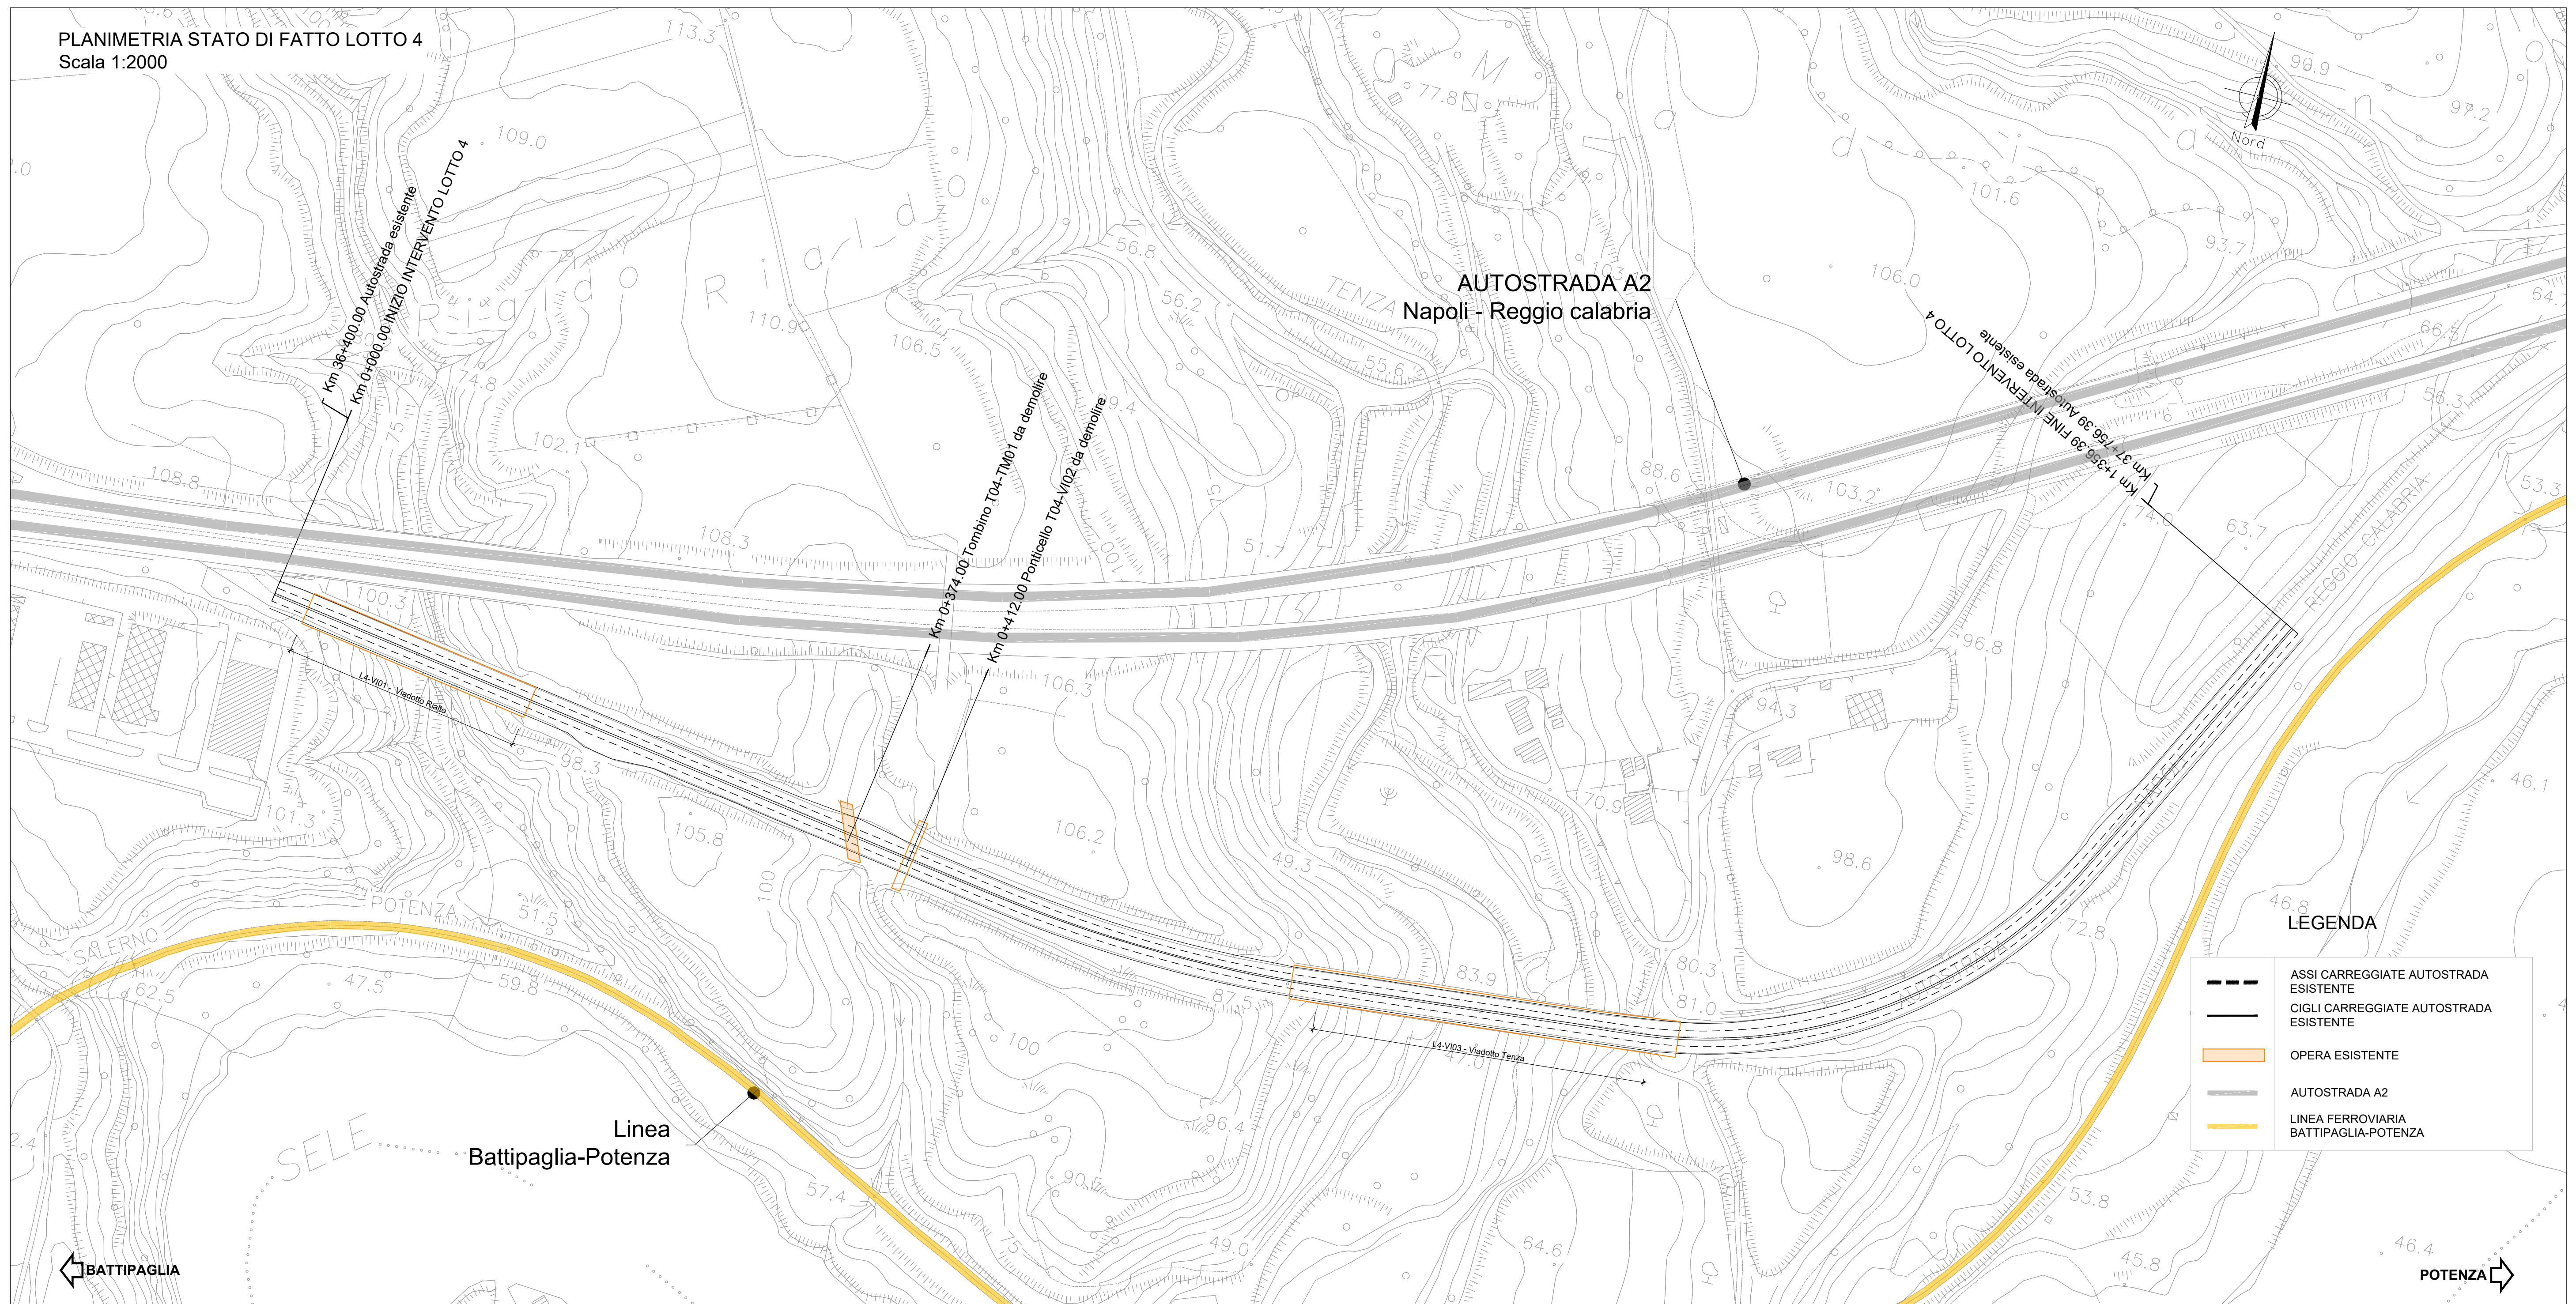 PLANIMETRIA STATO DI FATTO LOTTO 4
Scala 1:2000
Km 36+400.00 Autostrada esistente
Km 0+000.00 INIZIO INTERVENTO LOTTO 4
Km 0+374.00 Tombino T04-TM01 da demolire
Km 0+412.00 Ponticello T04-VI02 da demolire
AUTOSTRADA A2
Napoli - Reggio calabria
Km 1+356.39 FINE INTERVENTO LOTTO 4
Km 37+756.39 Autostrada esistente
Nord
L4-VI01 - Viadotto Rialto
L4-VI03 - Viadotto Tenza
Linea
Battipaglia-Potenza
BATTIPAGLIA
POTENZA
LEGENDA
ASSI CARREGGIATE AUTOSTRADA
ESISTENTE
CIGLI CARREGGIATE AUTOSTRADA
ESISTENTE
OPERA ESISTENTE
AUTOSTRADA A2
LINEA FERROVIARIA
BATTIPAGLIA-POTENZA
SALERNO
POTENZA
REGGIO CALABRIA
TENZA
SELE
113.3
109.0
110.9
106.5
102.1
108.8
108.3
74.8
75
100.3
98.3
101.3
105.8
100
106.2
106.3
51.5
47.5
59.8
62.5
57.4
56.8
56.2
55.6
51.7
77.8
88.6
103.2
106.0
101.6
93.7
96.9
97.2
66.5
56.3
53.3
74.0
63.7
96.8
94.3
70.9
98.6
49.3
83.9
87.5
80.3
81.0
72.8
100
96.4
90.5
75
49.0
64.6
47.0
46.1
46.8
53.8
45.8
46.4